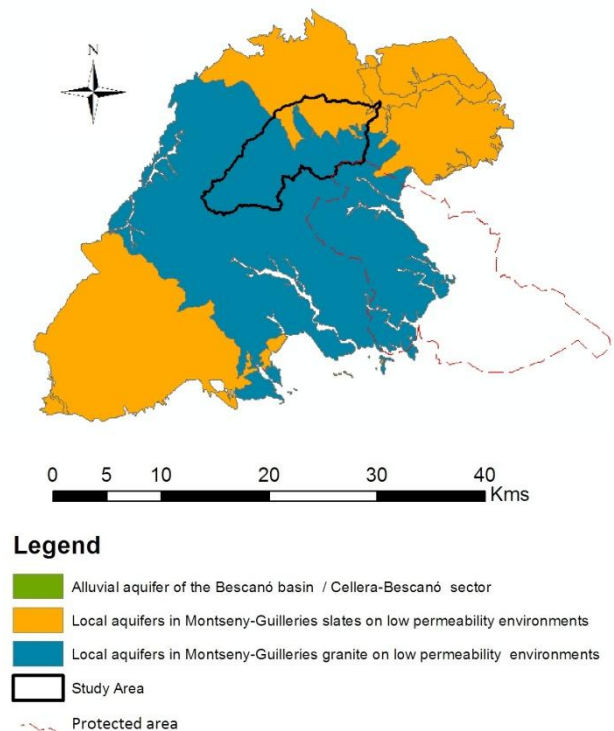 N
0 5 10 20 30 40
Kms
Legend
Alluvial aquifer of the Bescanó basin / Cellera-Bescanó sector
Local aquifers in Montseny-Guilleries slates on low permeability environments
Local aquifers in Montseny-Guilleries granite on low permeability environments
Study Area
Protected area